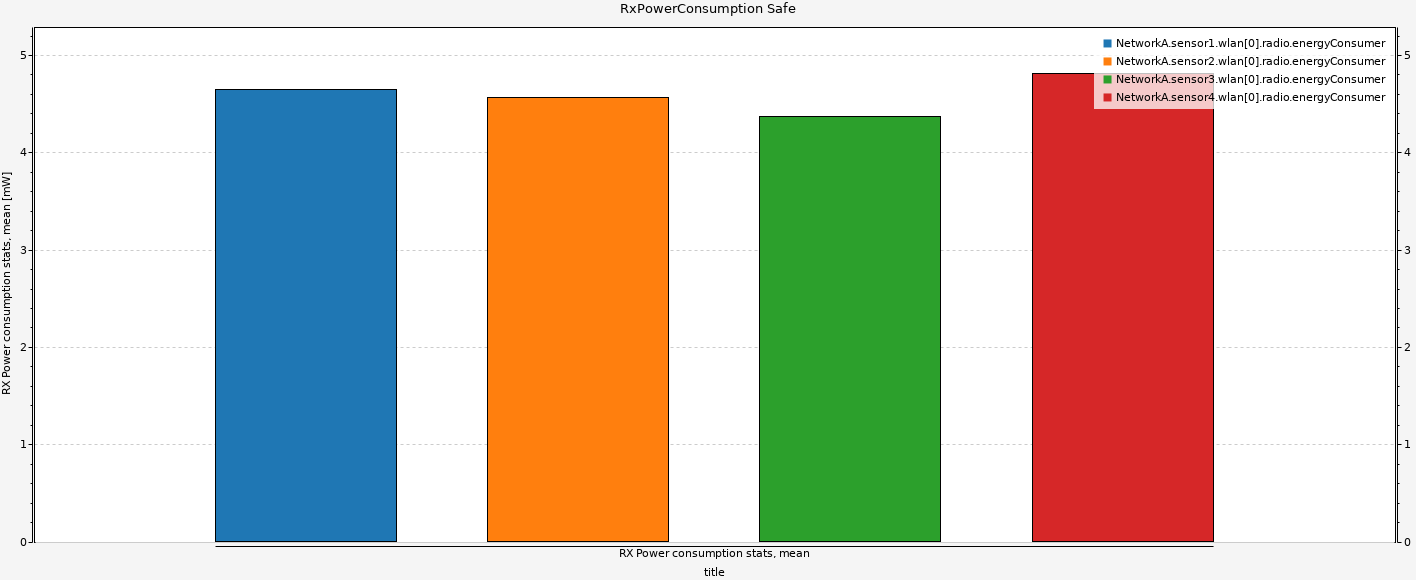 RxPowerConsumption Safe
RX Power consumption stats, mean [mW]
5
4
3
2
1
0
NetworkA.sensor1.wlan[0].radio.energyConsumer
NetworkA.sensor2.wlan[0].radio.energyConsumer
NetworkA.sensor3.wlan[0].radio.energyConsumer
NetworkA.sensor4.wlan[0].radio.energyConsumer
5
4
3
2
1
0
RX Power consumption stats, mean
title